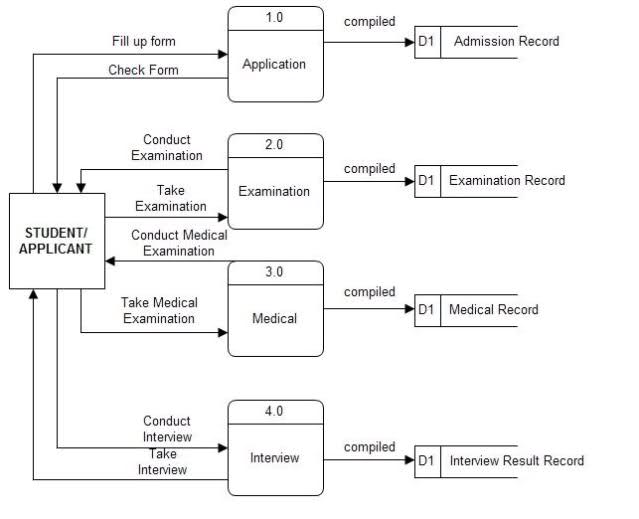 1.0
Application
Fill up form
Check Form
compiled
D1 Admission Record
2.0
Examination
Conduct
Examination
Take
Examination
compiled
D1 Examination Record
STUDENT/
APPLICANT
Conduct Medical
Examination
3.0
Medical
Take Medical
Examination
compiled
D1 Medical Record
4.0
Interview
Conduct
Interview
Take
Interview
compiled
D1 Interview Result Record